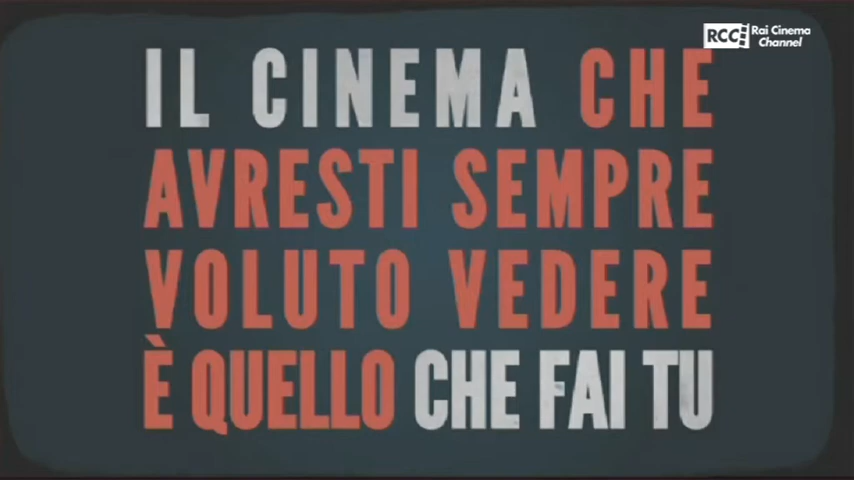 RCC Rai Cinema
Channel
IL CINEMA CHE
AVRESTI SEMPRE
VOLUTO VEDERE
È QUELLO CHE FAI TU